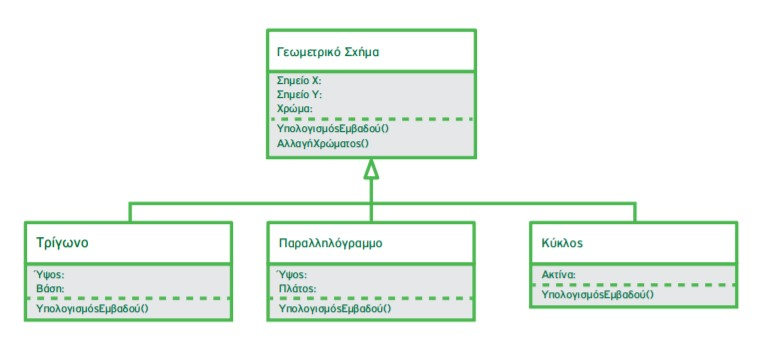 Γεωμετρικό Σχήμα
Σημείο Χ:
Σημείο Υ:
Χρώμα:
ΥπολογισμόςΕμβαδού()
ΑλλαγήΧρώματος()
Τρίγωνο
Ύψος:
Βάση:
ΥπολογισμόςΕμβαδού()
Παραλληλόγραμμο
Ύψος:
Πλάτος:
ΥπολογισμόςΕμβαδού()
Κύκλος
Ακτίνα:
ΥπολογισμόςΕμβαδού()